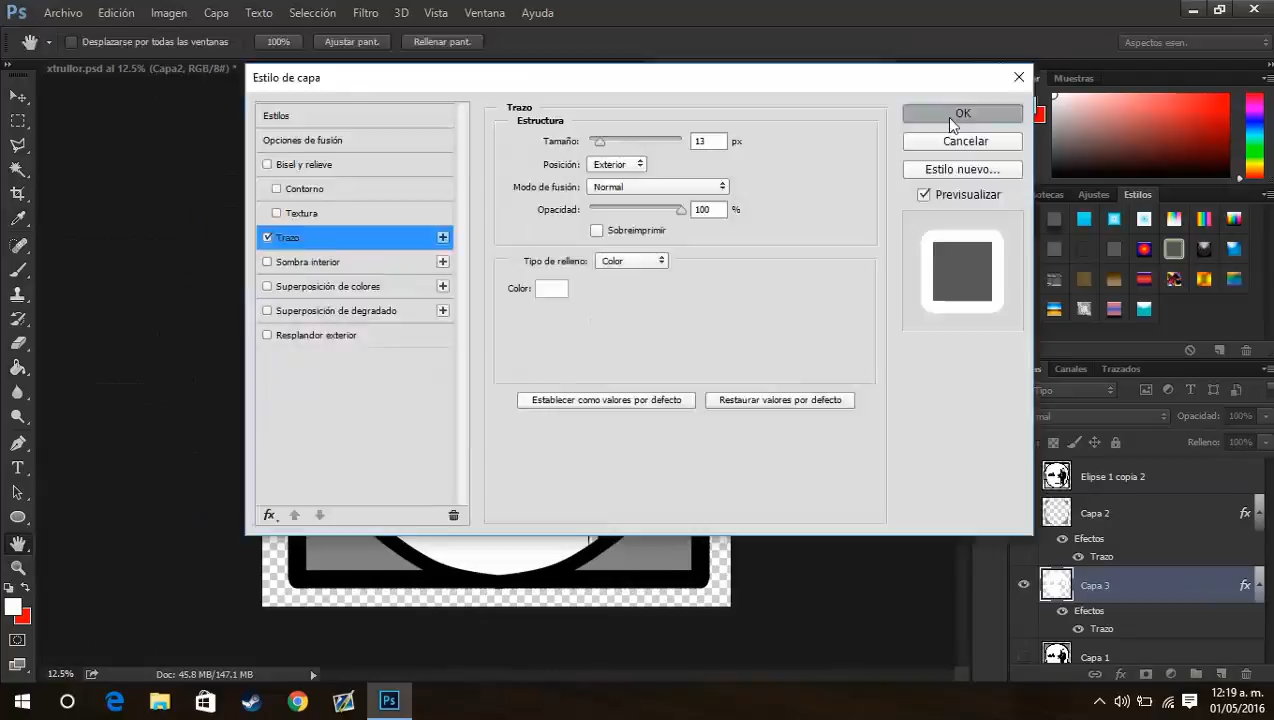 Ps Archivo Edición Imagen Capa Texto Selección Filtro 3D Vista Ventana Ayuda
Desplazarse por todas las ventanas 100% Ajustar pant. Rellenar pant. Aspectos esen.
xtrullor.psd al 12.5% (Capa2, RGB/8#) *
Estilo de capa
Muestras
Estilos
Opciones de fusión
Bisel y relieve
Contorno
Textura
Trazo
Sombra interior
Superposición de colores
Superposición de degradado
Resplandor exterior
fx
Trazo
Estructura
Tamaño: 13 px
Posición: Exterior
Modo de fusión: Normal
Opacidad: 100 %
Sobreimprimir
Tipo de relleno: Color
Color:
Establecer como valores por defecto Restaurar valores por defecto
OK
Cancelar
Estilo nuevo...
Previsualizar
Ajustes Estilos
Canales Trazados
Opacidad: 100%
Relleno: 100%
Elipse 1 copia 2
Capa 2 fx
Efectos
Trazo
Capa 3 fx
Efectos
Trazo
Capa 1
fx
12.5% Doc: 45.8 MB/147.1 MB
Ps
12:19 a. m.
01/05/2016